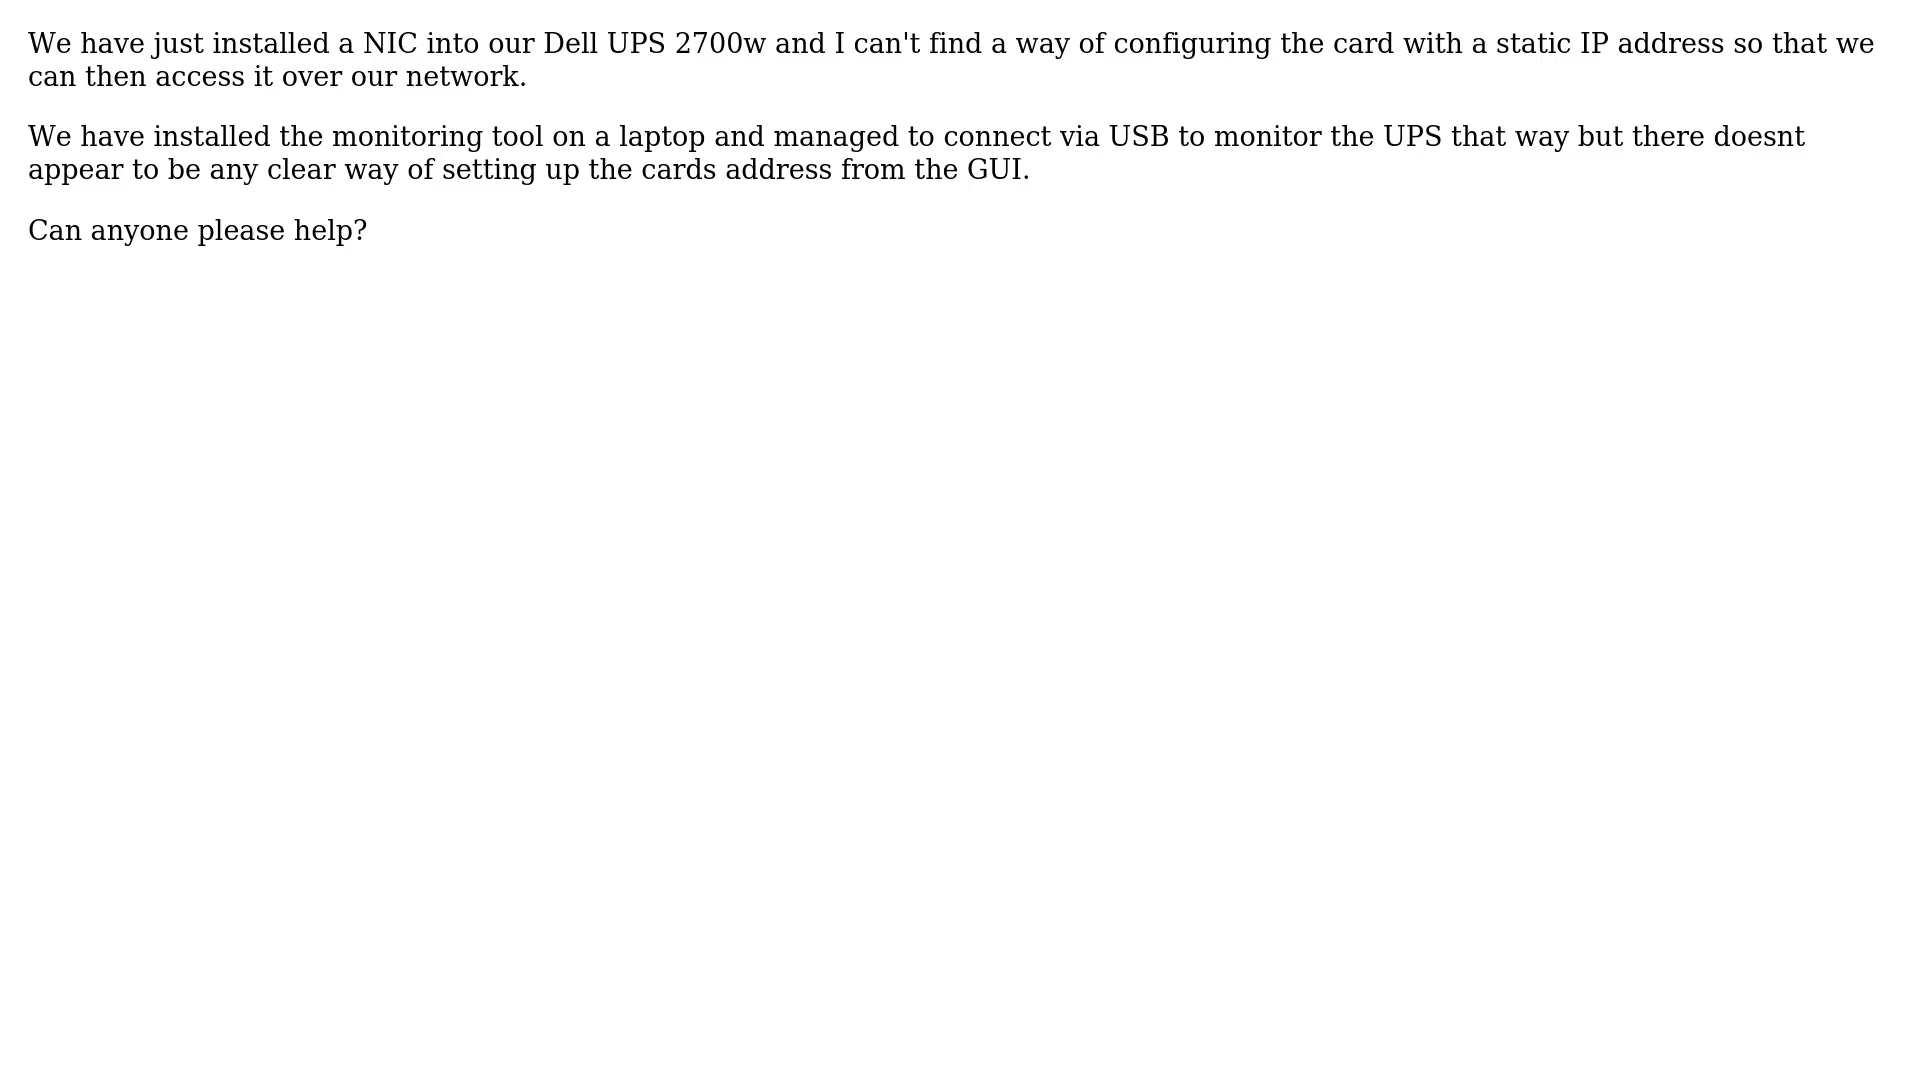 We have just installed a NIC into our Dell UPS 2700w and I can't find a way of configuring the card with a static IP address so that we
can then access it over our network.
We have installed the monitoring tool on a laptop and managed to connect via USB to monitor the UPS that way but there doesnt
appear to be any clear way of setting up the cards address from the GUI.
Can anyone please help?